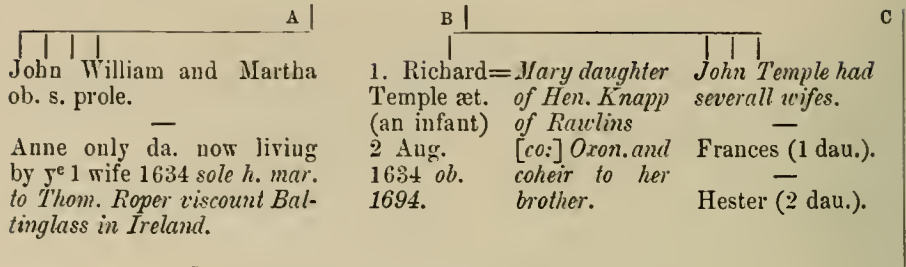 A B C
John William and Martha
ob. s. prole.
Anne only da. now living
by yᵉ 1 wife 1634 sole h. mar.
to Thom. Roper viscount Bal-
tinglass in Ireland.
1. Richard=
Temple æt.
(an infant)
2 Aug.
1634 ob.
1694.
Mary daughter
of Hen. Knapp
of Rawlins
[co:] Oxon. and
coheir to her
brother.
John Temple had
severall wifes.
Frances (1 dau.).
Hester (2 dau.).